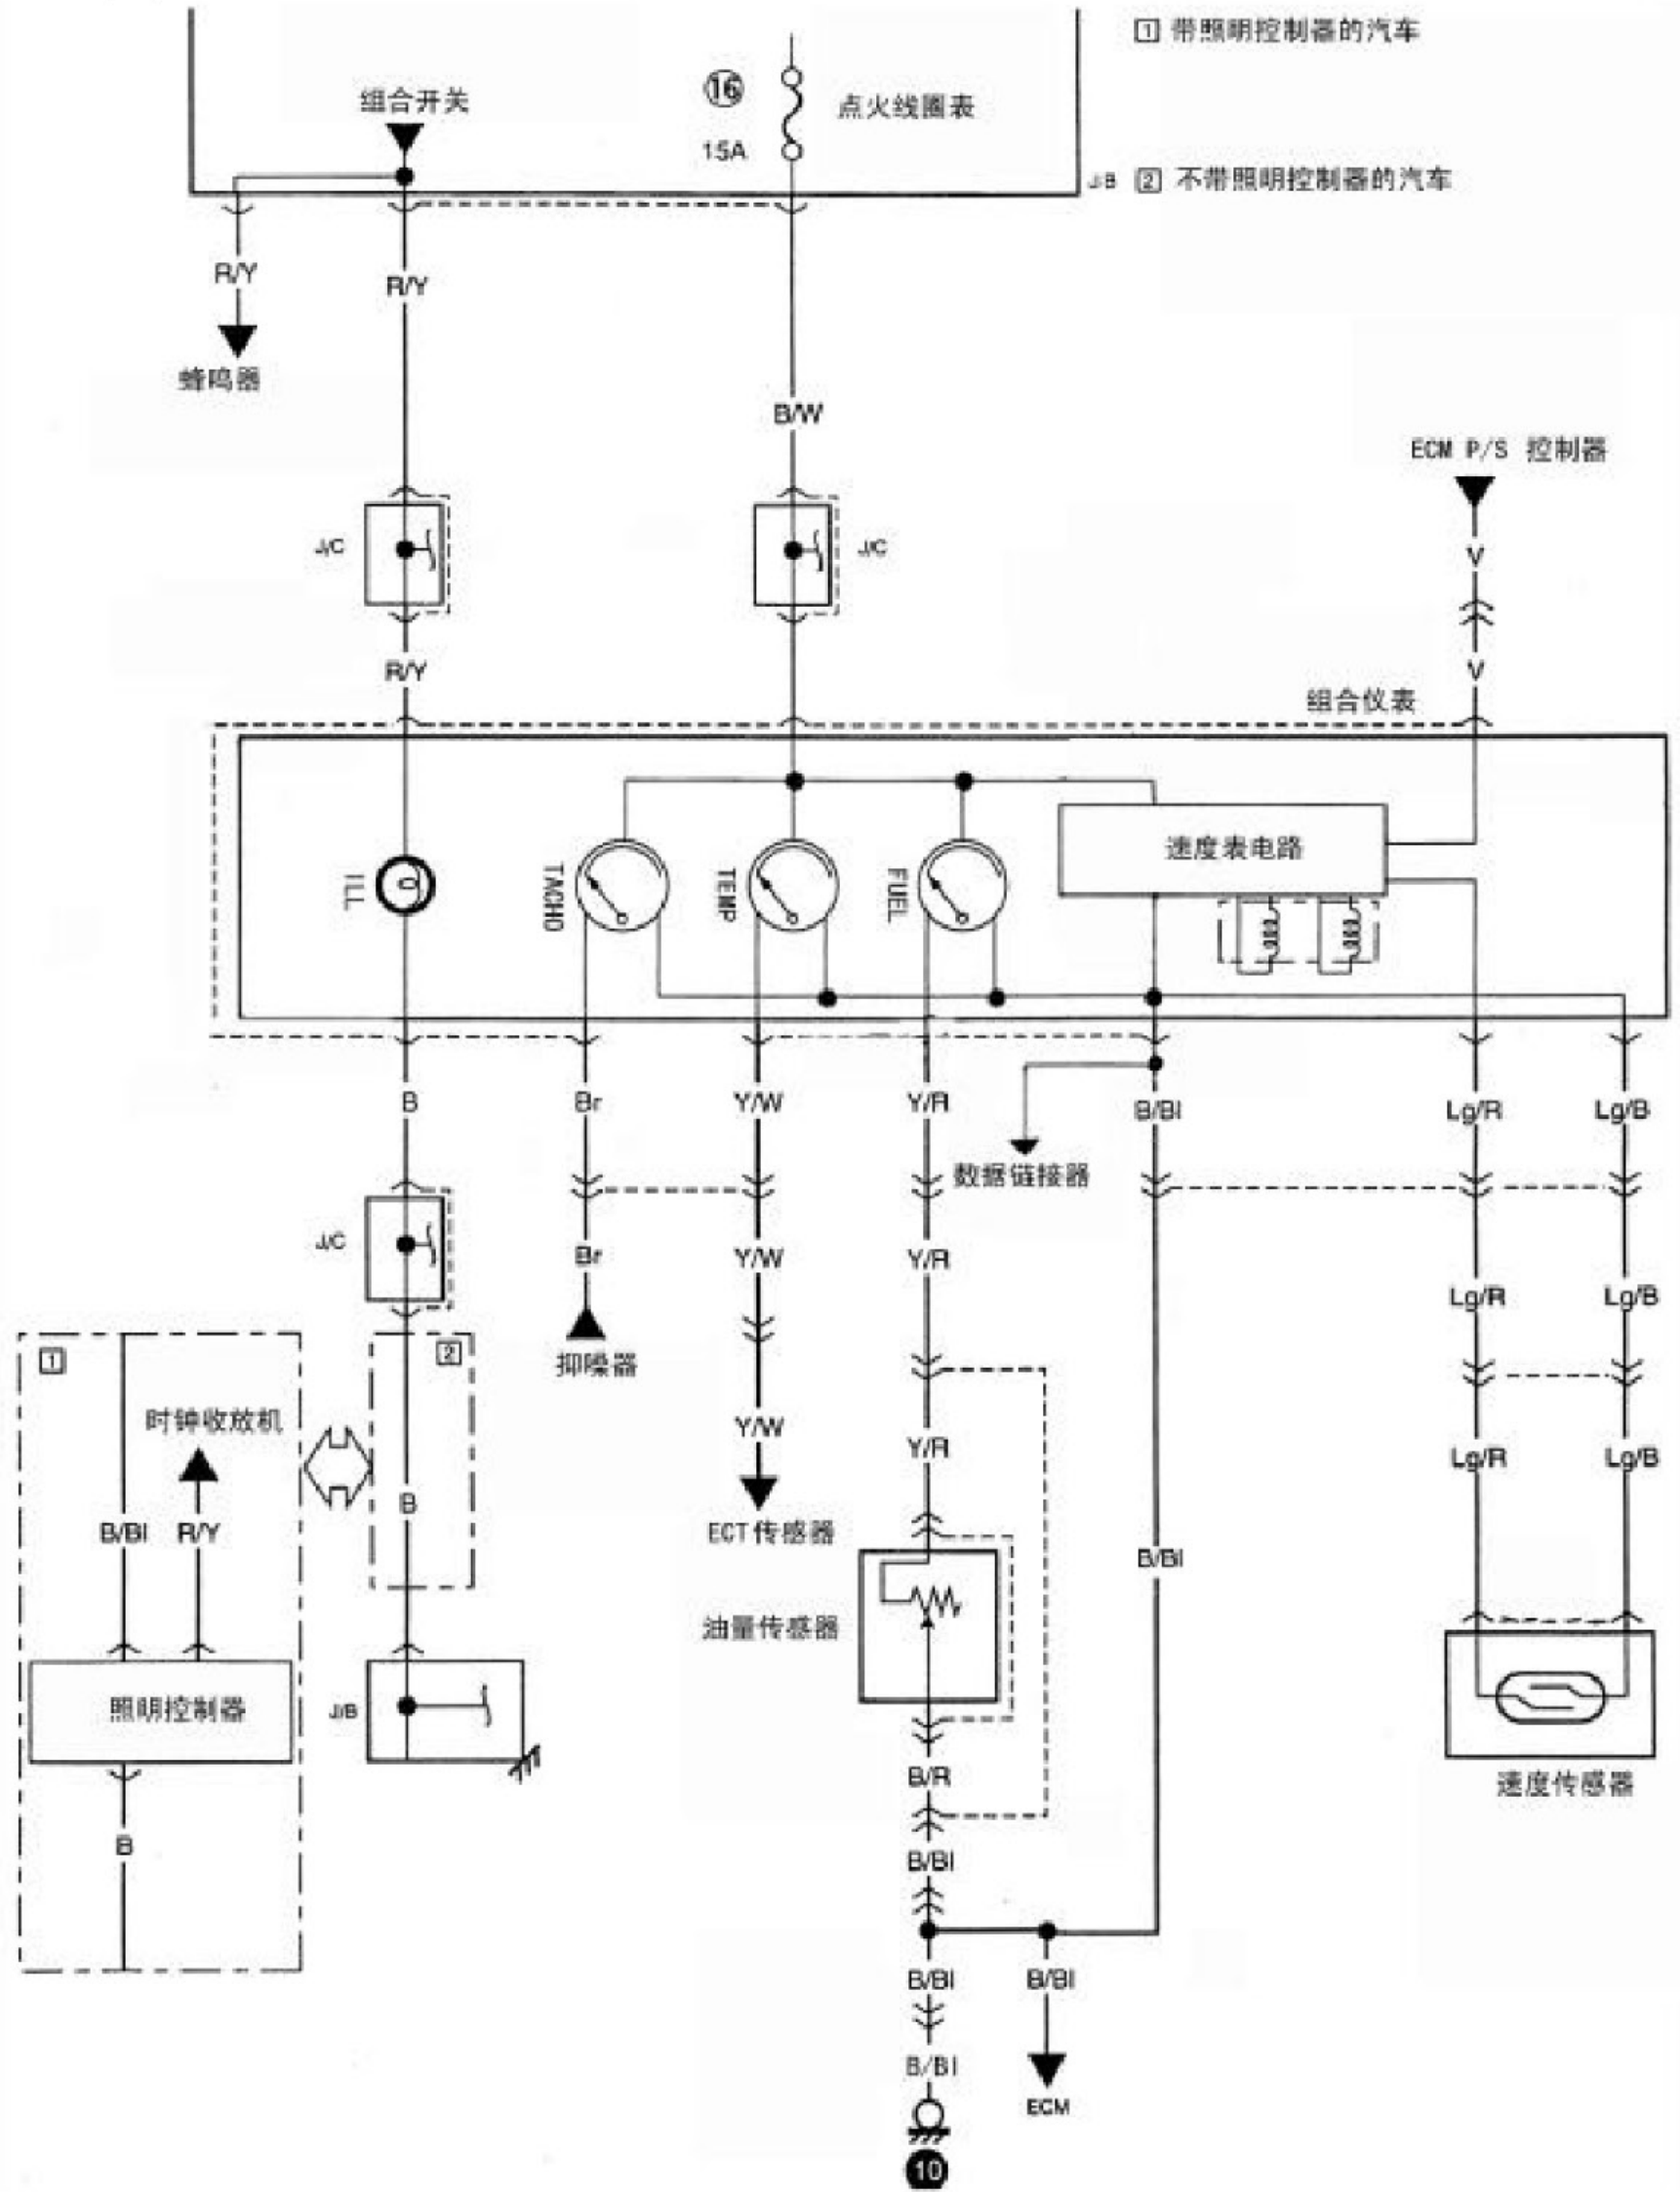 1 带照明控制器的汽车
16
组合开关
点火线圈表
15A
J/B 2 不带照明控制器的汽车
R/Y
R/Y
蜂鸣器
B/W
ECM P/S 控制器
J/C
J/C
V
R/Y
V
组合仪表
速度表电路
ILL
TACHO
TEMP
FUEL
B
Br
Y/W
Y/R
B/Bl
Lg/R
Lg/B
数据链接器
J/C
Br
Y/W
Y/R
Lg/R
Lg/B
1
2
抑噪器
时钟收放机
Y/W
Y/R
Lg/R
Lg/B
B
B/Bl
R/Y
ECT传感器
B/Bl
油量传感器
照明控制器
J/B
B/R
速度传感器
B
B/Bl
B/Bl
B/Bl
B/Bl
ECM
10